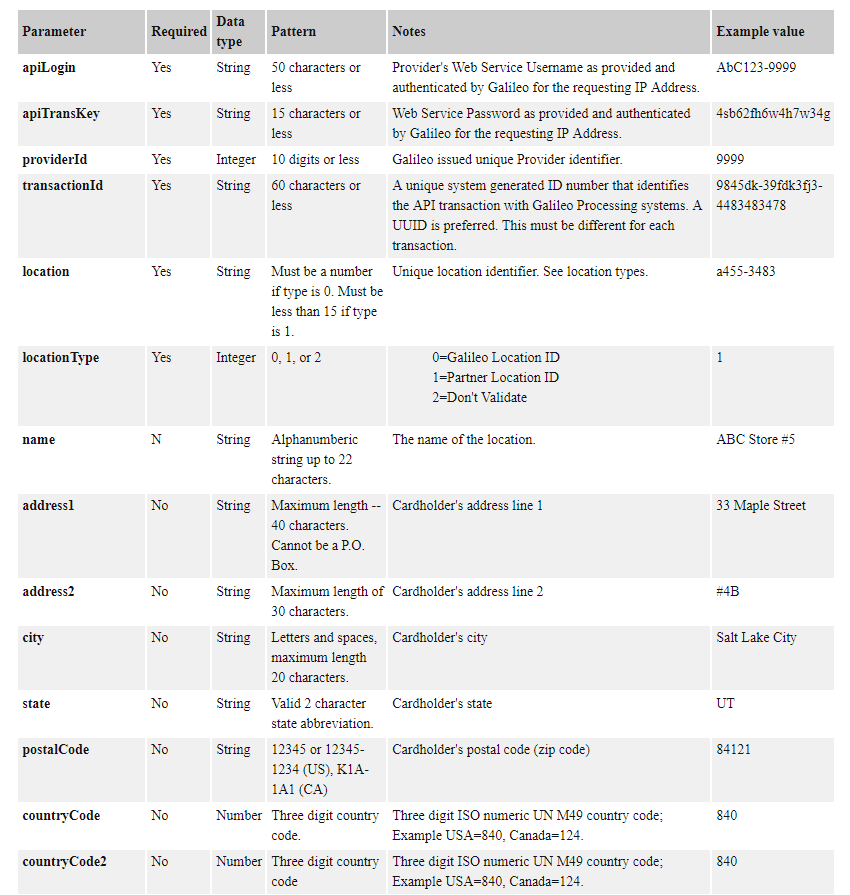 Parameter Required Data type Pattern Notes Example value
apiLogin Yes String 50 characters or less Provider's Web Service Username as provided and authenticated by Galileo for the requesting IP Address. AbC123-9999
apiTransKey Yes String 15 characters or less Web Service Password as provided and authenticated by Galileo for the requesting IP Address. 4sb62fh6w4h7w34g
providerId Yes Integer 10 digits or less Galileo issued unique Provider identifier. 9999
transactionId Yes String 60 characters or less A unique system generated ID number that identifies the API transaction with Galileo Processing systems. A UUID is preferred. This must be different for each transaction. 9845dk-39fdk3fj3-4483483478
location Yes String Must be a number if type is 0. Must be less than 15 if type is 1. Unique location identifier. See location types. a455-3483
locationType Yes Integer 0, 1, or 2 0=Galileo Location ID
1=Partner Location ID
2=Don't Validate
1
name N String Alphanumberic string up to 22 characters. The name of the location. ABC Store #5
address1 No String Maximum length -- 40 characters. Cannot be a P.O. Box. Cardholder's address line 1 33 Maple Street
address2 No String Maximum length of 30 characters. Cardholder's address line 2 #4B
city No String Letters and spaces, maximum length 20 characters. Cardholder's city Salt Lake City
state No String Valid 2 character state abbreviation. Cardholder's state UT
postalCode No String 12345 or 12345-1234 (US), K1A-1A1 (CA) Cardholder's postal code (zip code) 84121
countryCode No Number Three digit country code. Three digit ISO numeric UN M49 country code; Example USA=840, Canada=124. 840
countryCode2 No Number Three digit country code Three digit ISO numeric UN M49 country code; Example USA=840, Canada=124. 840